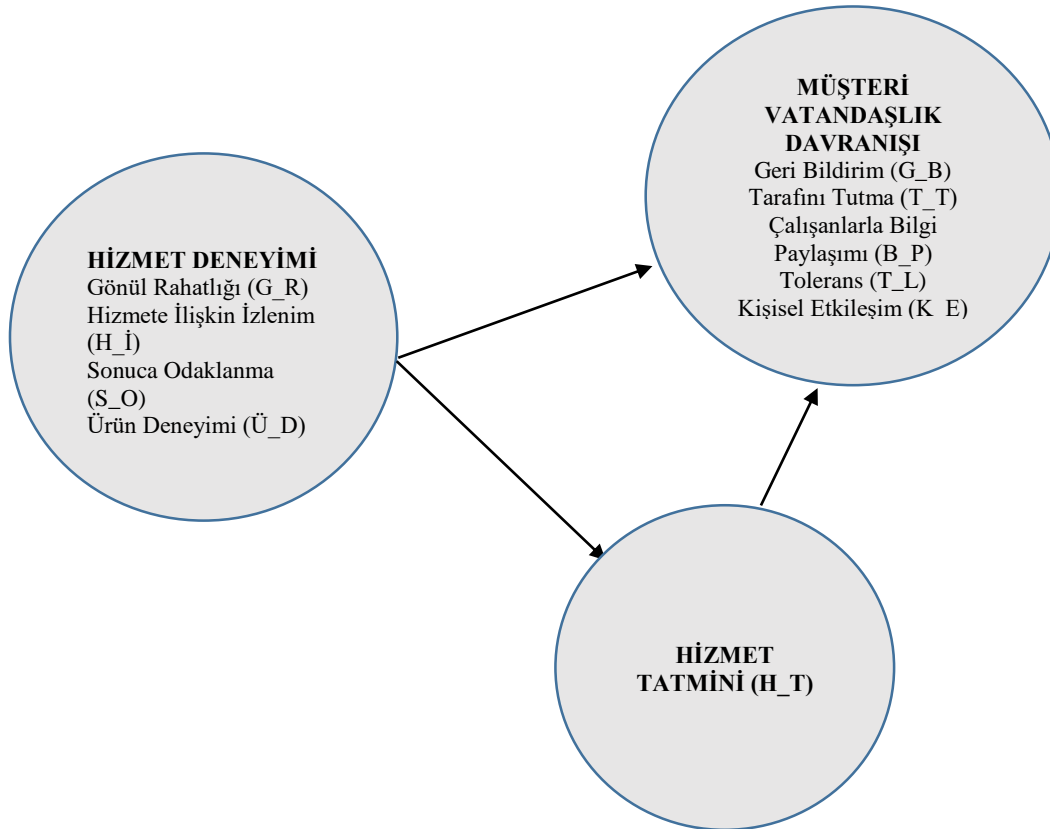 MÜŞTERİ
VATANDAŞLIK
DAVRANIŞI
Geri Bildirim (G_B)
Tarafını Tutma (T_T)
Çalışanlarla Bilgi
Paylaşımı (B_P)
Tolerans (T_L)
Kişisel Etkileşim (K_E)
HİZMET DENEYİMİ
Gönül Rahatlığı (G_R)
Hizmete İlişkin İzlenim
(H_İ)
Sonuca Odaklanma
(S_O)
Ürün Deneyimi (Ü_D)
HİZMET
TATMİNİ (H_T)